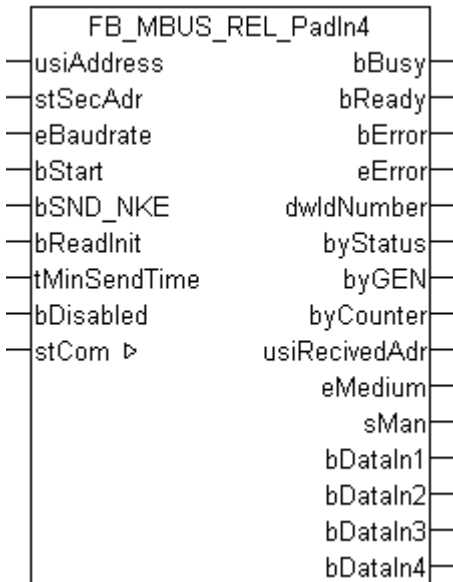 FB_MBUS_REL_PadIn4
usiAddress bBusy
stSecAdr bReady
eBaudrate bError
bStart eError
bSND_NKE dwIdNumber
bReadInit byStatus
tMinSendTime byGEN
bDisabled byCounter
stCom ▷ usiRecivedAdr
eMedium
sMan
bDataIn1
bDataIn2
bDataIn3
bDataIn4